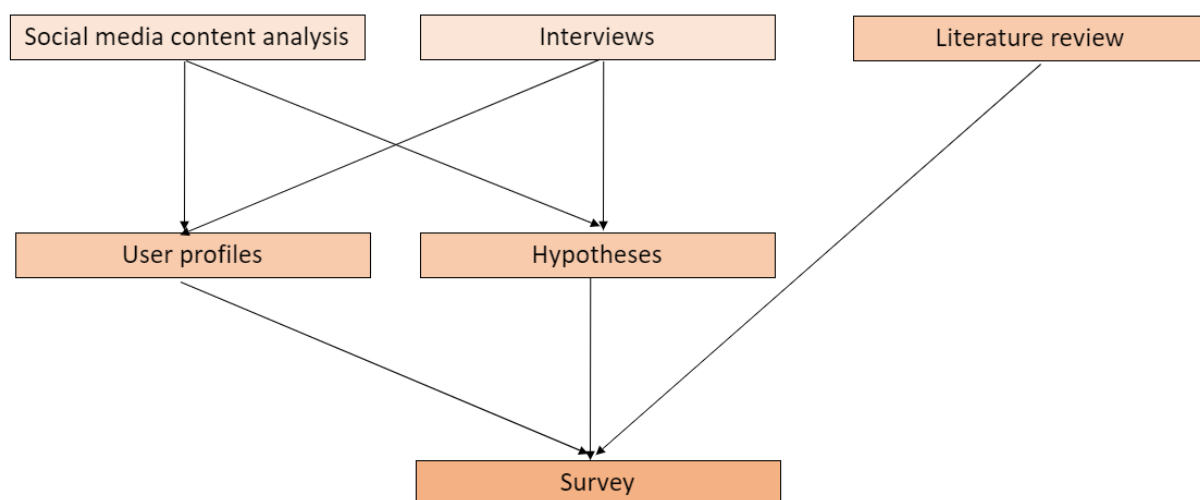 Social media content analysis
Interviews
Literature review
User profiles
Hypotheses
Survey